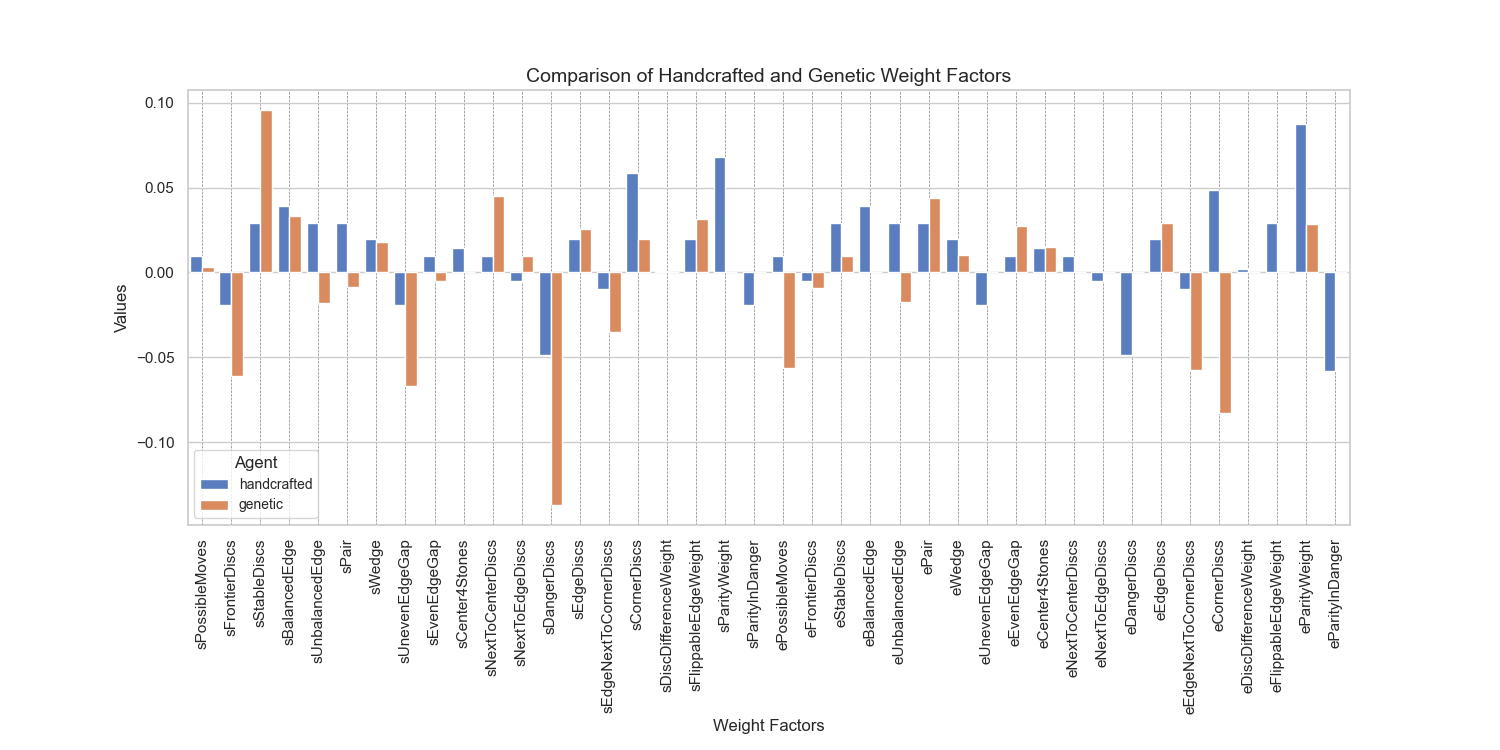 Comparison of Handcrafted and Genetic Weight Factors
Values
0.10
0.05
0.00
−0.05
−0.10
Agent
handcrafted
genetic
sPossibleMoves
sFrontierDiscs
sStableDiscs
sBalancedEdge
sUnbalancedEdge
sPair
sWedge
sUnevenEdgeGap
sEvenEdgeGap
sCenter4Stones
sNextToCenterDiscs
sNextToEdgeDiscs
sDangerDiscs
sEdgeDiscs
sEdgeNextToCornerDiscs
sCornerDiscs
sDiscDifferenceWeight
sFlippableEdgeWeight
sParityWeight
sParityInDanger
ePossibleMoves
eFrontierDiscs
eStableDiscs
eBalancedEdge
eUnbalancedEdge
ePair
eWedge
eUnevenEdgeGap
eEvenEdgeGap
eCenter4Stones
eNextToCenterDiscs
eNextToEdgeDiscs
eDangerDiscs
eEdgeDiscs
eEdgeNextToCornerDiscs
eCornerDiscs
eDiscDifferenceWeight
eFlippableEdgeWeight
eParityWeight
eParityInDanger
Weight Factors